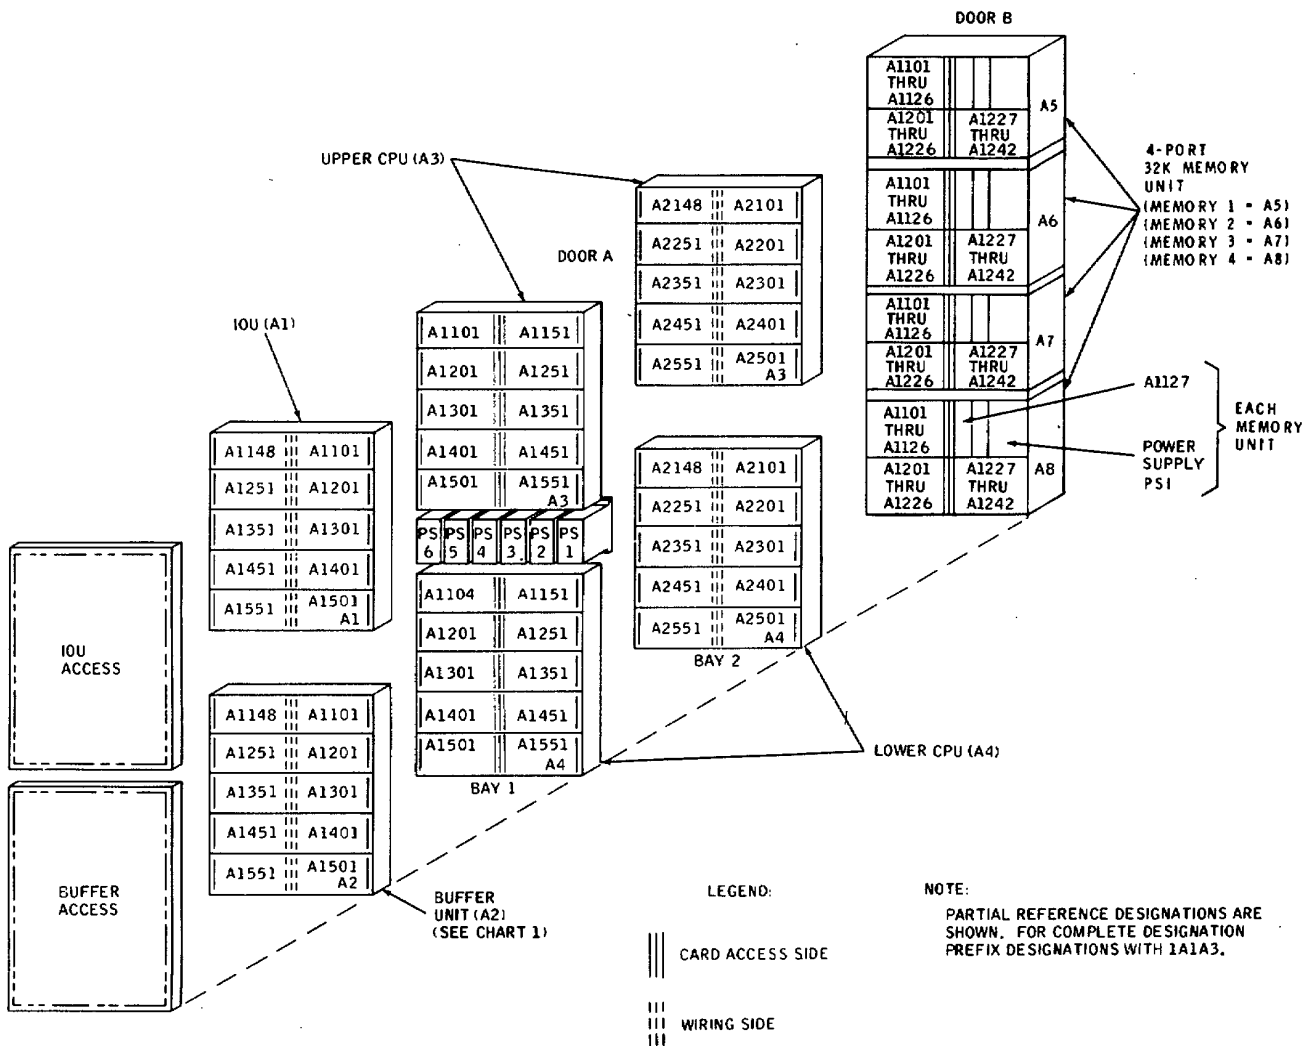 DOOR B
A1101
THRU
A1126
A1201
THRU
A1226
A1227
THRU
A1242
A5
A1101
THRU
A1126
A1201
THRU
A1226
A1227
THRU
A1242
A6
A1101
THRU
A1126
A1201
THRU
A1226
A1227
THRU
A1242
A7
A1101
THRU
A1126
A1201
THRU
A1226
A1227
THRU
A1242
A8
4-PORT
32K MEMORY
UNIT
(MEMORY 1 - A5)
(MEMORY 2 - A6)
(MEMORY 3 - A7)
(MEMORY 4 - A8)
A1127
POWER
SUPPLY
PS1
EACH
MEMORY
UNIT
UPPER CPU (A3)
DOOR A
A2148 A2101
A2251 A2201
A2351 A2301
A2451 A2401
A2551 A2501
A3
IOU (A1)
A1101 A1151
A1201 A1251
A1301 A1351
A1401 A1451
A1501 A1551
A3
PS PS PS PS PS PS
6 5 4 3 2 1
A1148 A1101
A1251 A1201
A1351 A1301
A1451 A1401
A1551 A1501
A1
A2148 A2101
A2251 A2201
A2351 A2301
A2451 A2401
A2551 A2501
A4
BAY 2
A1104 A1151
A1201 A1251
A1301 A1351
A1401 A1451
A1501 A1551
A4
BAY 1
LOWER CPU (A4)
IOU
ACCESS
A1148 A1101
A1251 A1201
A1351 A1301
A1451 A1401
A1551 A1501
A2
BUFFER
ACCESS
BUFFER
UNIT (A2)
(SEE CHART 1)
LEGEND:
CARD ACCESS SIDE
WIRING SIDE
NOTE:
PARTIAL REFERENCE DESIGNATIONS ARE
SHOWN. FOR COMPLETE DESIGNATION
PREFIX DESIGNATIONS WITH 1A1A3.